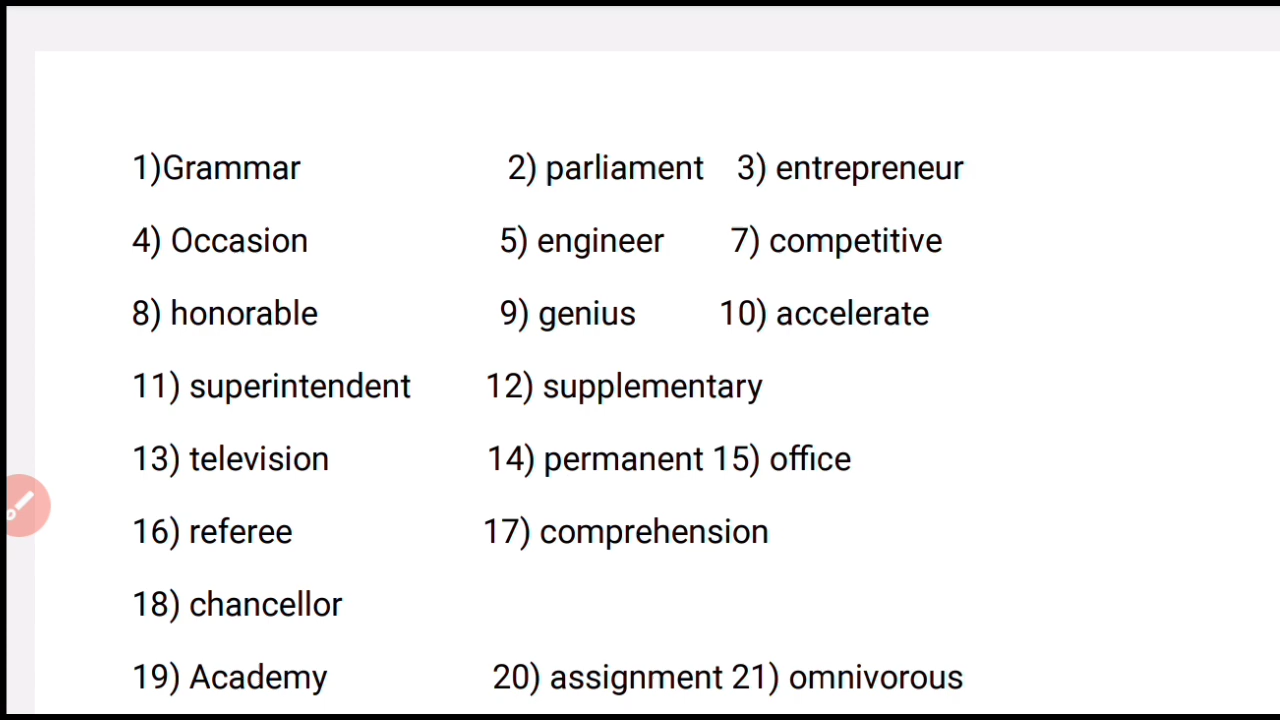 1)Grammar 2) parliament 3) entrepreneur
4) Occasion 5) engineer 7) competitive
8) honorable 9) genius 10) accelerate
11) superintendent 12) supplementary
13) television 14) permanent 15) office
16) referee 17) comprehension
18) chancellor
19) Academy 20) assignment 21) omnivorous